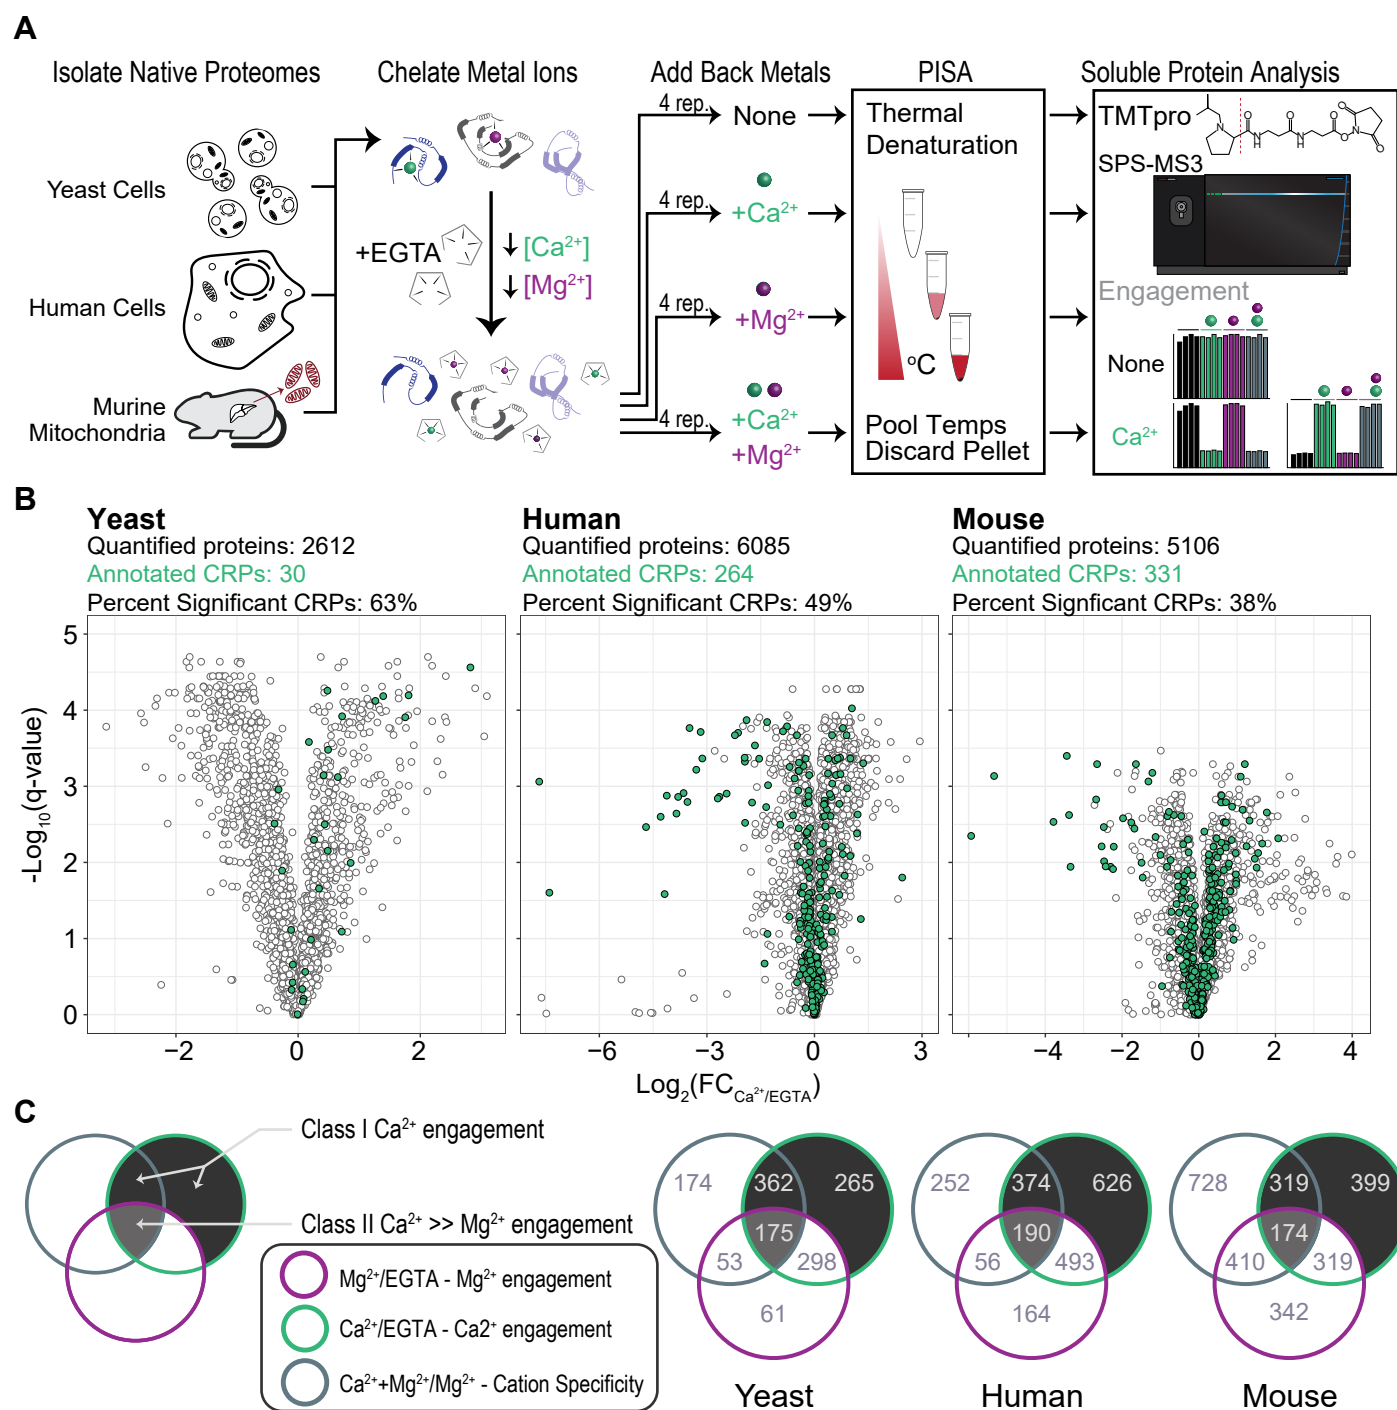 A
Isolate Native Proteomes
Chelate Metal Ions
Add Back Metals
PISA
Soluble Protein Analysis
Yeast Cells
Human Cells
Murine
Mitochondria
+EGTA
[Ca²⁺]
[Mg²⁺]
4 rep.
None
4 rep.
+Ca²⁺
4 rep.
+Mg²⁺
4 rep.
+Ca²⁺
+Mg²⁺
Thermal
Denaturation
°C
Pool Temps
Discard Pellet
TMTpro
N
O
N
H
O
N
H
O
O
N
O
O
SPS-MS3
Engagement
None
Ca²⁺
B
Yeast
Quantified proteins: 2612
Annotated CRPs: 30
Percent Significant CRPs: 63%
Human
Quantified proteins: 6085
Annotated CRPs: 264
Percent Significant CRPs: 49%
Mouse
Quantified proteins: 5106
Annotated CRPs: 331
Percent Significant CRPs: 38%
-Log₁₀(q-value)
5
4
3
2
1
0
−2 0 2
−6 −3 0 3
−4 −2 0 2 4
Log₂(FC Ca²⁺/EGTA)
C
Class I Ca²⁺ engagement
Class II Ca²⁺ >> Mg²⁺ engagement
Mg²⁺/EGTA - Mg²⁺ engagement
Ca²⁺/EGTA - Ca2⁺ engagement
Ca²⁺+Mg²⁺/Mg²⁺ - Cation Specificity
174 362 265
175
53 298
61
Yeast
252 374 626
190
56 493
164
Human
728 319 399
174
410 319
342
Mouse